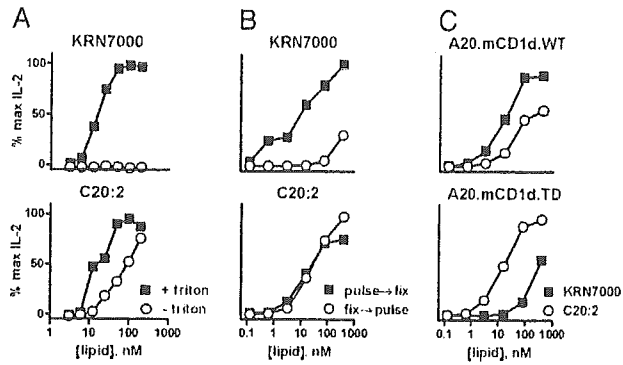 A
B
C
KRN7000
KRN7000
A20.mCD1d.WT
% max IL-2
100
50
0
C20:2
C20:2
A20.mCD1d.TD
% max IL-2
100
50
0
+ triton
- triton
pulse→fix
fix→pulse
KRN7000
C20:2
1 10 100 1000
0.1 1 10 100 1000
0.1 1 10 100 1000
[lipid], nM
[lipid], nM
[lipid], nM